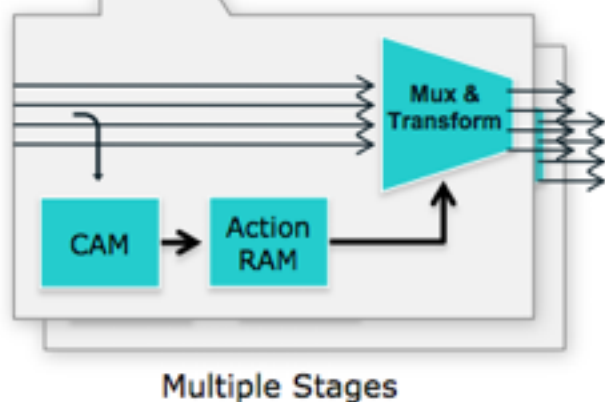 Mux &
Transform
CAM
Action
RAM
Multiple Stages